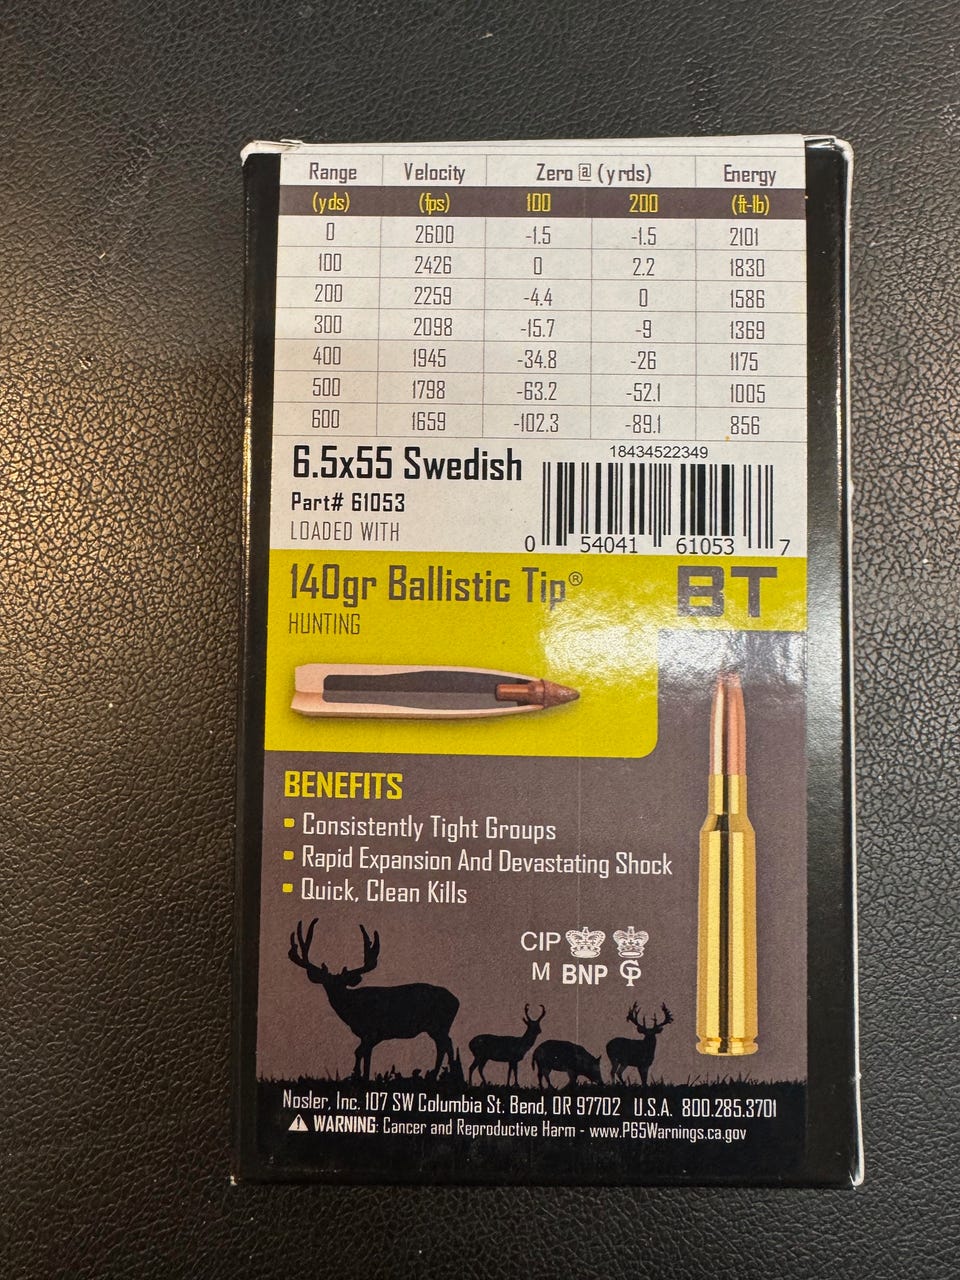 Range Velocity Zero @ (yrds) Energy
(yds) (fps) 100 200 (ft-lb)
0 2600 -1.5 -1.5 2101
100 2426 0 2.2 1830
200 2259 -4.4 0 1586
300 2098 -15.7 -9 1369
400 1945 -34.8 -26 1175
500 1798 -63.2 -52.1 1005
600 1659 -102.3 -89.1 856
6.5x55 Swedish
Part# 61053
LOADED WITH
18434522349
0 54041 61053 7
140gr Ballistic Tip®
HUNTING
BT
BENEFITS
Consistently Tight Groups
Rapid Expansion And Devastating Shock
Quick, Clean Kills
CIP
M BNP GP
Nosler, Inc. 107 SW Columbia St. Bend, OR 97702 U.S.A. 800.285.3701
WARNING: Cancer and Reproductive Harm - www.P65Warnings.ca.gov